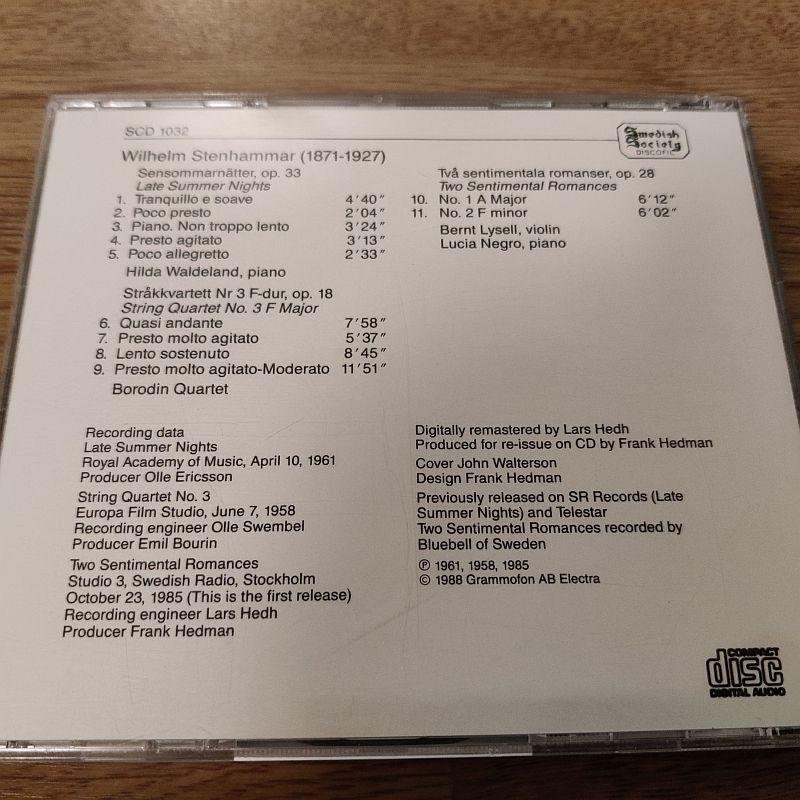 SCD 1032
Swedish
Society
DISCOFIL
Wilhelm Stenhammar (1871-1927)
Sensommarnätter, op. 33
Late Summer Nights
1. Tranquillo e soave 4'40"
2. Poco presto 2'04"
3. Piano. Non troppo lento 3'24"
4. Presto agitato 3'13"
5. Poco allegretto 2'33"
Hilda Waldeland, piano
Stråkkvartett Nr 3 F-dur, op. 18
String Quartet No. 3 F Major
6. Quasi andante 7'58"
7. Presto molto agitato 5'37"
8. Lento sostenuto 8'45"
9. Presto molto agitato-Moderato 11'51"
Borodin Quartet
Två sentimentala romanser, op. 28
Two Sentimental Romances
10. No. 1 A Major 6'12"
11. No. 2 F minor 6'02"
Bernt Lysell, violin
Lucia Negro, piano
Recording data
Late Summer Nights
Royal Academy of Music, April 10, 1961
Producer Olle Ericsson
String Quartet No. 3
Europa Film Studio, June 7, 1958
Recording engineer Olle Swembel
Producer Emil Bourin
Two Sentimental Romances
Studio 3, Swedish Radio, Stockholm
October 23, 1985 (This is the first release)
Recording engineer Lars Hedh
Producer Frank Hedman
Digitally remastered by Lars Hedh
Produced for re-issue on CD by Frank Hedman
Cover John Walterson
Design Frank Hedman
Previously released on SR Records (Late
Summer Nights) and Telestar
Two Sentimental Romances recorded by
Bluebell of Sweden
℗ 1961, 1958, 1985
© 1988 Grammofon AB Electra
COMPACT
disc
DIGITAL AUDIO